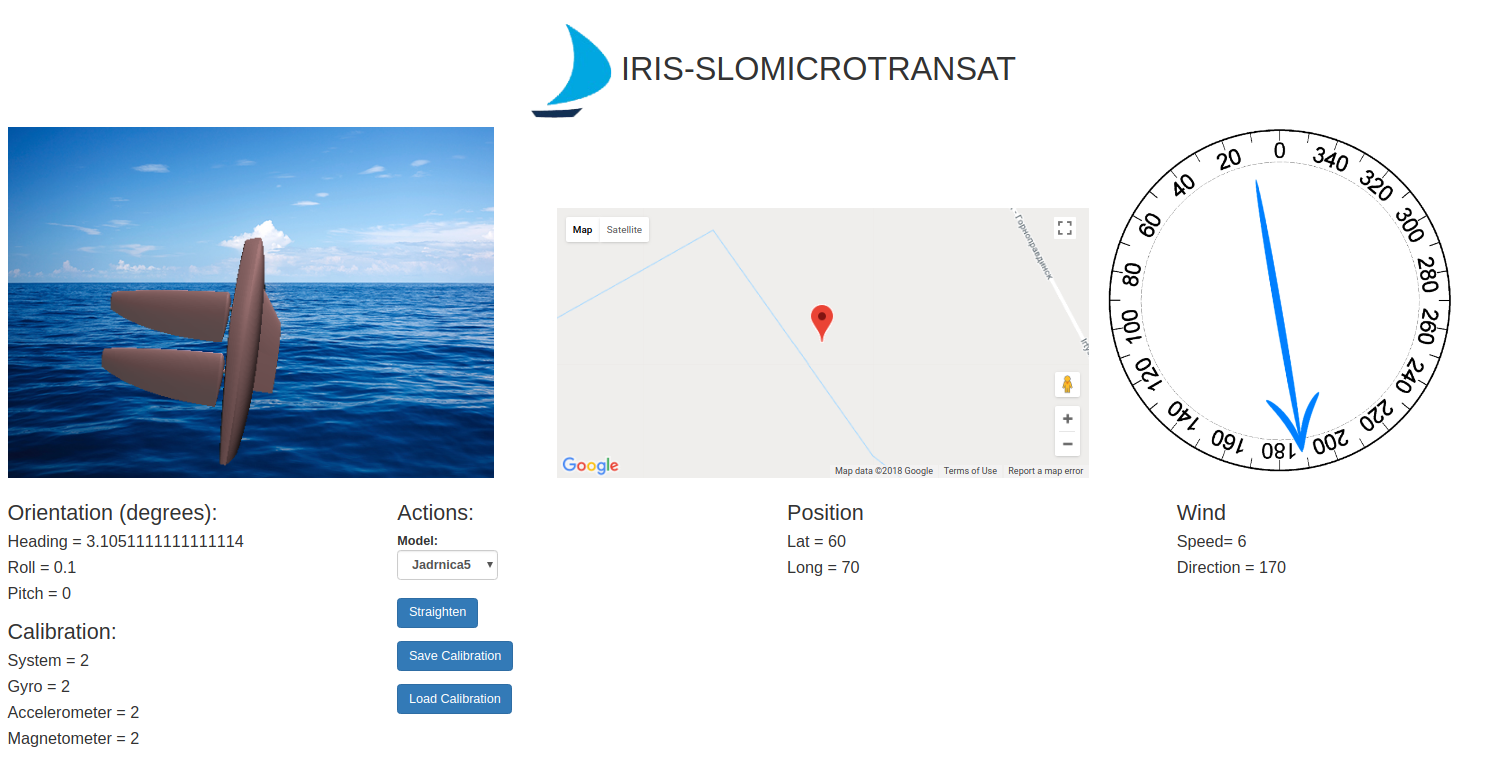 IRIS-SLOMICROTRANSAT
Map Satellite
- Горноправдинск
Google
Map data ©2018 Google Terms of Use Report a map error
0
340
320
300
280
260
240
220
200
180
160
140
120
100
80
60
40
20
Orientation (degrees):
Heading = 3.1051111111111114
Roll = 0.1
Pitch = 0
Calibration:
System = 2
Gyro = 2
Accelerometer = 2
Magnetometer = 2
Actions:
Model:
Jadrnica5
Straighten
Save Calibration
Load Calibration
Position
Lat = 60
Long = 70
Wind
Speed= 6
Direction = 170